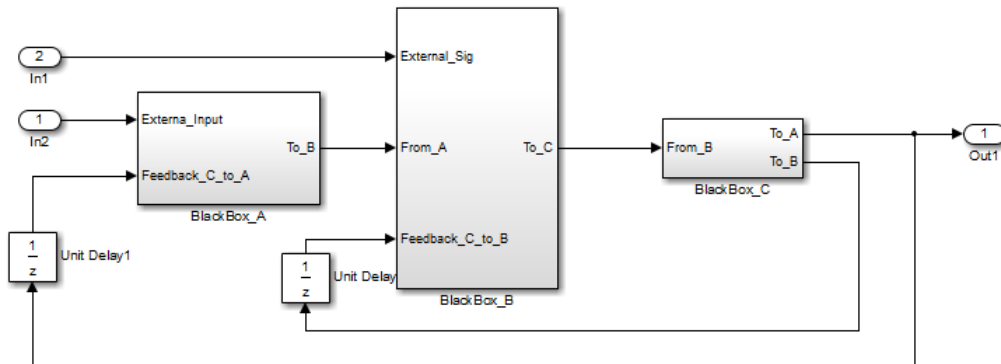 2
In1
1
In2
Externa_Input
Feedback_C_to_A
To_B
BlackBox_A
1
z
Unit Delay1
External_Sig
From_A
Feedback_C_to_B
To_C
BlackBox_B
1
z
Unit Delay
From_B
To_A
To_B
BlackBox_C
1
Out1